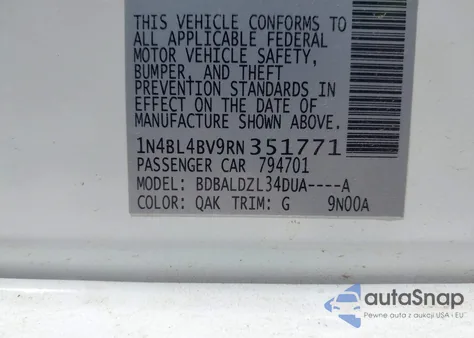 THIS VEHICLE CONFORMS TO
ALL APPLICABLE FEDERAL
MOTOR VEHICLE SAFETY,
BUMPER, AND THEFT
PREVENTION STANDARDS IN
EFFECT ON THE DATE OF
MANUFACTURE SHOWN ABOVE.
1N4BL4BV9RN351771
PASSENGER CAR 794701
MODEL: BDBALDZL34DUA----A
COLOR: QAK TRIM: G 9N00A
autoSnap
Pewne auta z aukcji USA i EU